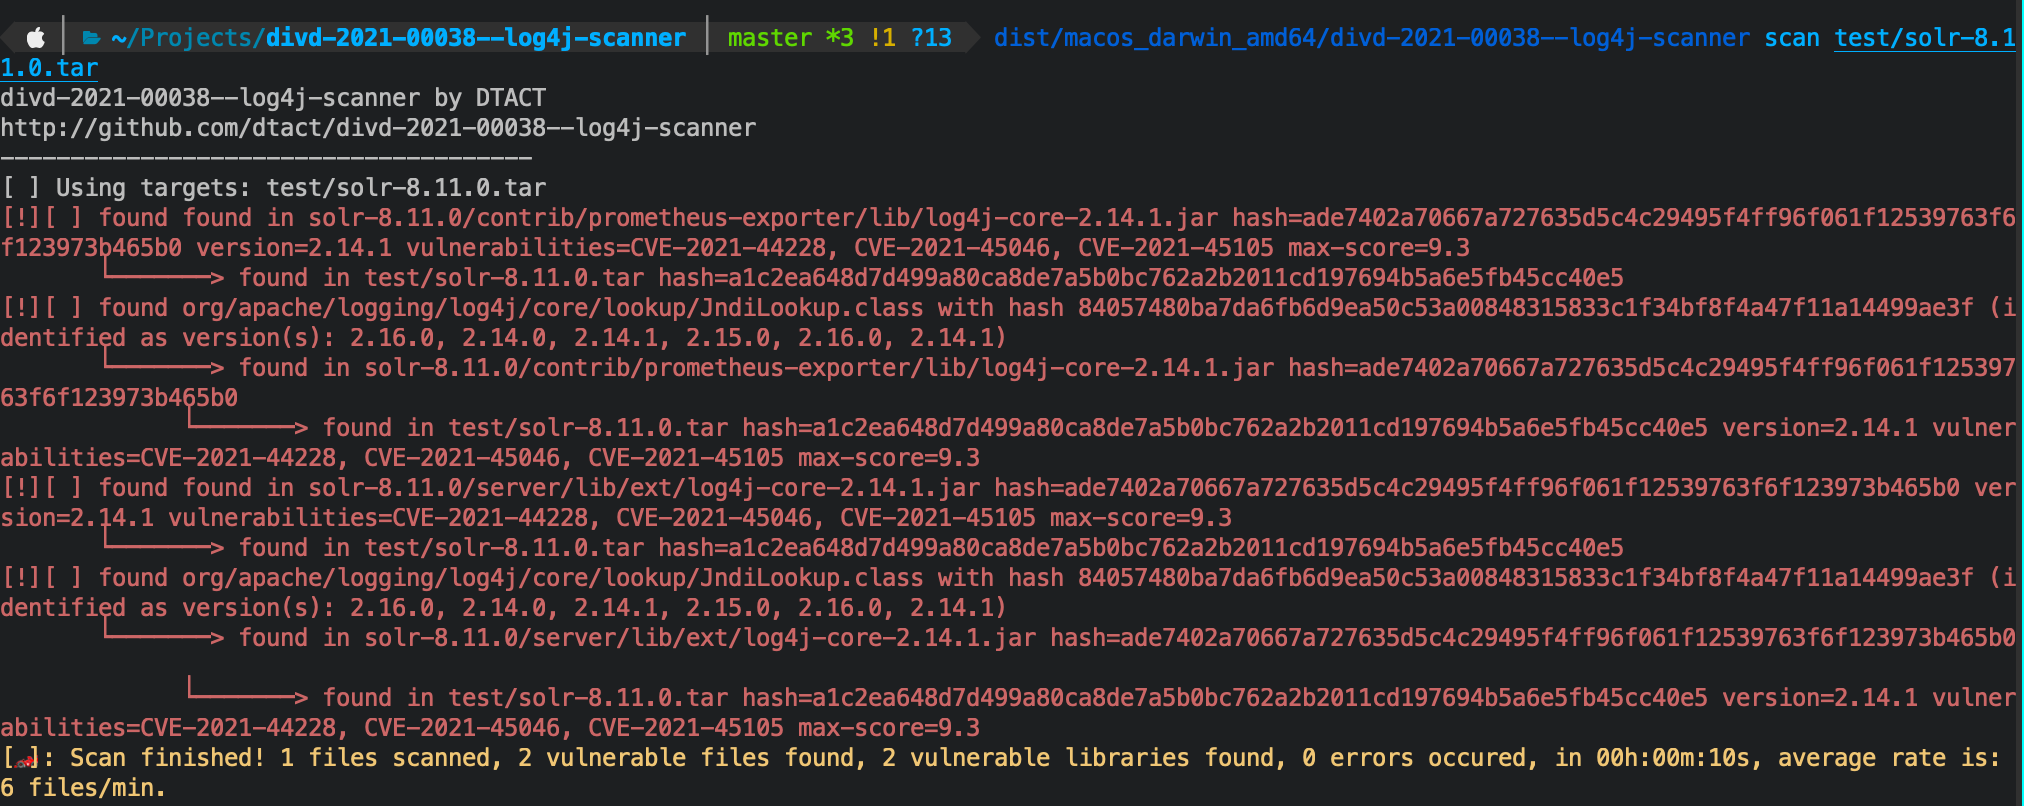 ~/Projects/divd-2021-00038--log4j-scanner master *3 !1 ?13 dist/macos_darwin_amd64/divd-2021-00038--log4j-scanner scan test/solr-8.1
1.0.tar
divd-2021-00038--log4j-scanner by DTACT
http://github.com/dtact/divd-2021-00038--log4j-scanner
--------------------------------------
[ ] Using targets: test/solr-8.11.0.tar
[!][ ] found found in solr-8.11.0/contrib/prometheus-exporter/lib/log4j-core-2.14.1.jar hash=ade7402a70667a727635d5c4c29495f4ff96f061f12539763f6
f123973b465b0 version=2.14.1 vulnerabilities=CVE-2021-44228, CVE-2021-45046, CVE-2021-45105 max-score=9.3
└───────> found in test/solr-8.11.0.tar hash=a1c2ea648d7d499a80ca8de7a5b0bc762a2b2011cd197694b5a6e5fb45cc40e5
[!][ ] found org/apache/logging/log4j/core/lookup/JndiLookup.class with hash 84057480ba7da6fb6d9ea50c53a00848315833c1f34bf8f4a47f11a14499ae3f (i
dentified as version(s): 2.16.0, 2.14.0, 2.14.1, 2.15.0, 2.16.0, 2.14.1)
└───────> found in solr-8.11.0/contrib/prometheus-exporter/lib/log4j-core-2.14.1.jar hash=ade7402a70667a727635d5c4c29495f4ff96f061f125397
63f6f123973b465b0
└───────> found in test/solr-8.11.0.tar hash=a1c2ea648d7d499a80ca8de7a5b0bc762a2b2011cd197694b5a6e5fb45cc40e5 version=2.14.1 vulner
abilities=CVE-2021-44228, CVE-2021-45046, CVE-2021-45105 max-score=9.3
[!][ ] found found in solr-8.11.0/server/lib/ext/log4j-core-2.14.1.jar hash=ade7402a70667a727635d5c4c29495f4ff96f061f12539763f6f123973b465b0 ver
sion=2.14.1 vulnerabilities=CVE-2021-44228, CVE-2021-45046, CVE-2021-45105 max-score=9.3
└───────> found in test/solr-8.11.0.tar hash=a1c2ea648d7d499a80ca8de7a5b0bc762a2b2011cd197694b5a6e5fb45cc40e5
[!][ ] found org/apache/logging/log4j/core/lookup/JndiLookup.class with hash 84057480ba7da6fb6d9ea50c53a00848315833c1f34bf8f4a47f11a14499ae3f (i
dentified as version(s): 2.16.0, 2.14.0, 2.14.1, 2.15.0, 2.16.0, 2.14.1)
└───────> found in solr-8.11.0/server/lib/ext/log4j-core-2.14.1.jar hash=ade7402a70667a727635d5c4c29495f4ff96f061f12539763f6f123973b465b0
└───────> found in test/solr-8.11.0.tar hash=a1c2ea648d7d499a80ca8de7a5b0bc762a2b2011cd197694b5a6e5fb45cc40e5 version=2.14.1 vulner
abilities=CVE-2021-44228, CVE-2021-45046, CVE-2021-45105 max-score=9.3
[🏎]: Scan finished! 1 files scanned, 2 vulnerable files found, 2 vulnerable libraries found, 0 errors occured, in 00h:00m:10s, average rate is:
6 files/min.